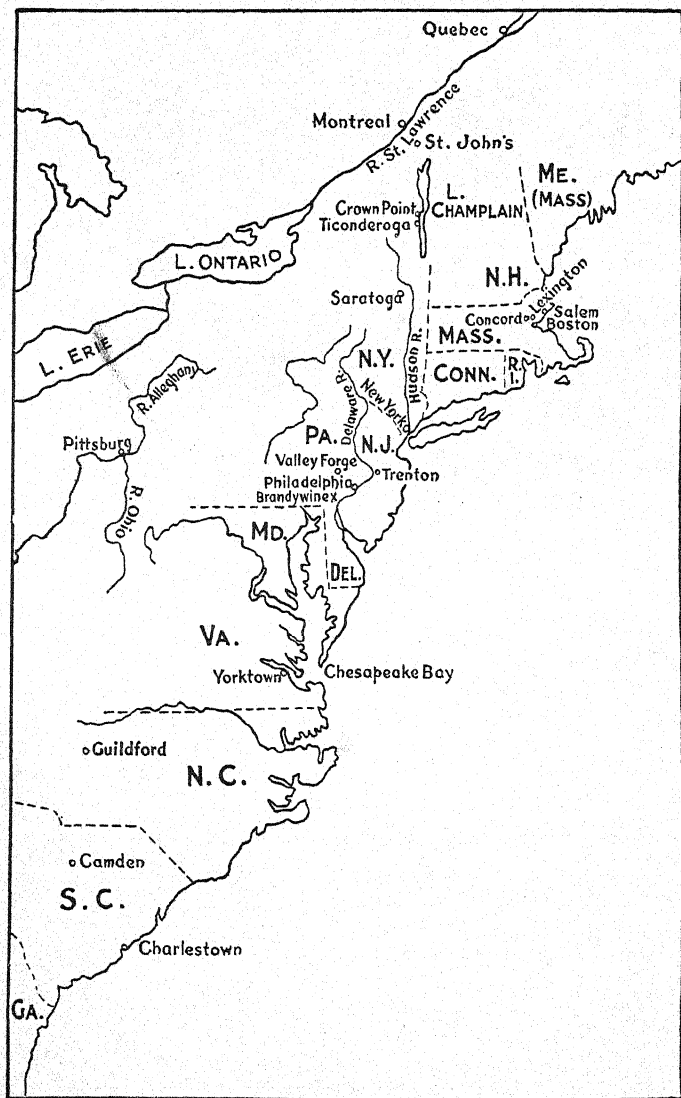 Quebec
Montreal
R. St. Lawrence
St. John's
ME.
(MASS)
L.
CHAMPLAIN
Crown Point
Ticonderoga
L. ONTARIO
N.H.
Saratoga
Lexington
Concord
Salem
Boston
MASS.
L. ERIE
N.Y.
Hudson R.
CONN.
R.
I.
R. Alleghany
Delaware R.
New York
Pittsburg
PA.
N.J.
Valley Forge
Trenton
Philadelphia
Brandywine x
R. Ohio
MD.
DEL.
VA.
Yorktown
Chesapeake Bay
Guildford
N.C.
Camden
S.C.
Charlestown
GA.